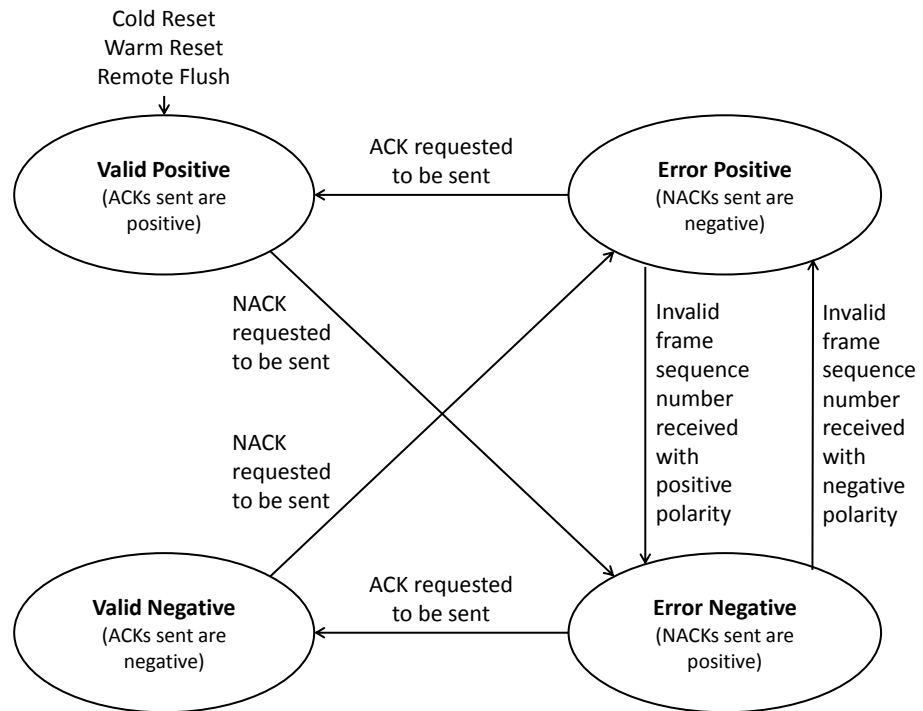 Cold Reset
Warm Reset
Remote Flush
Valid Positive
(ACKs sent are
positive)
ACK requested
to be sent
Error Positive
(NACKs sent are
negative)
NACK
requested
to be sent
NACK
requested
to be sent
Invalid
frame
sequence
number
received
with
positive
polarity
Invalid
frame
sequence
number
received
with
negative
polarity
Valid Negative
(ACKs sent are
negative)
ACK requested
to be sent
Error Negative
(NACKs sent are
positive)